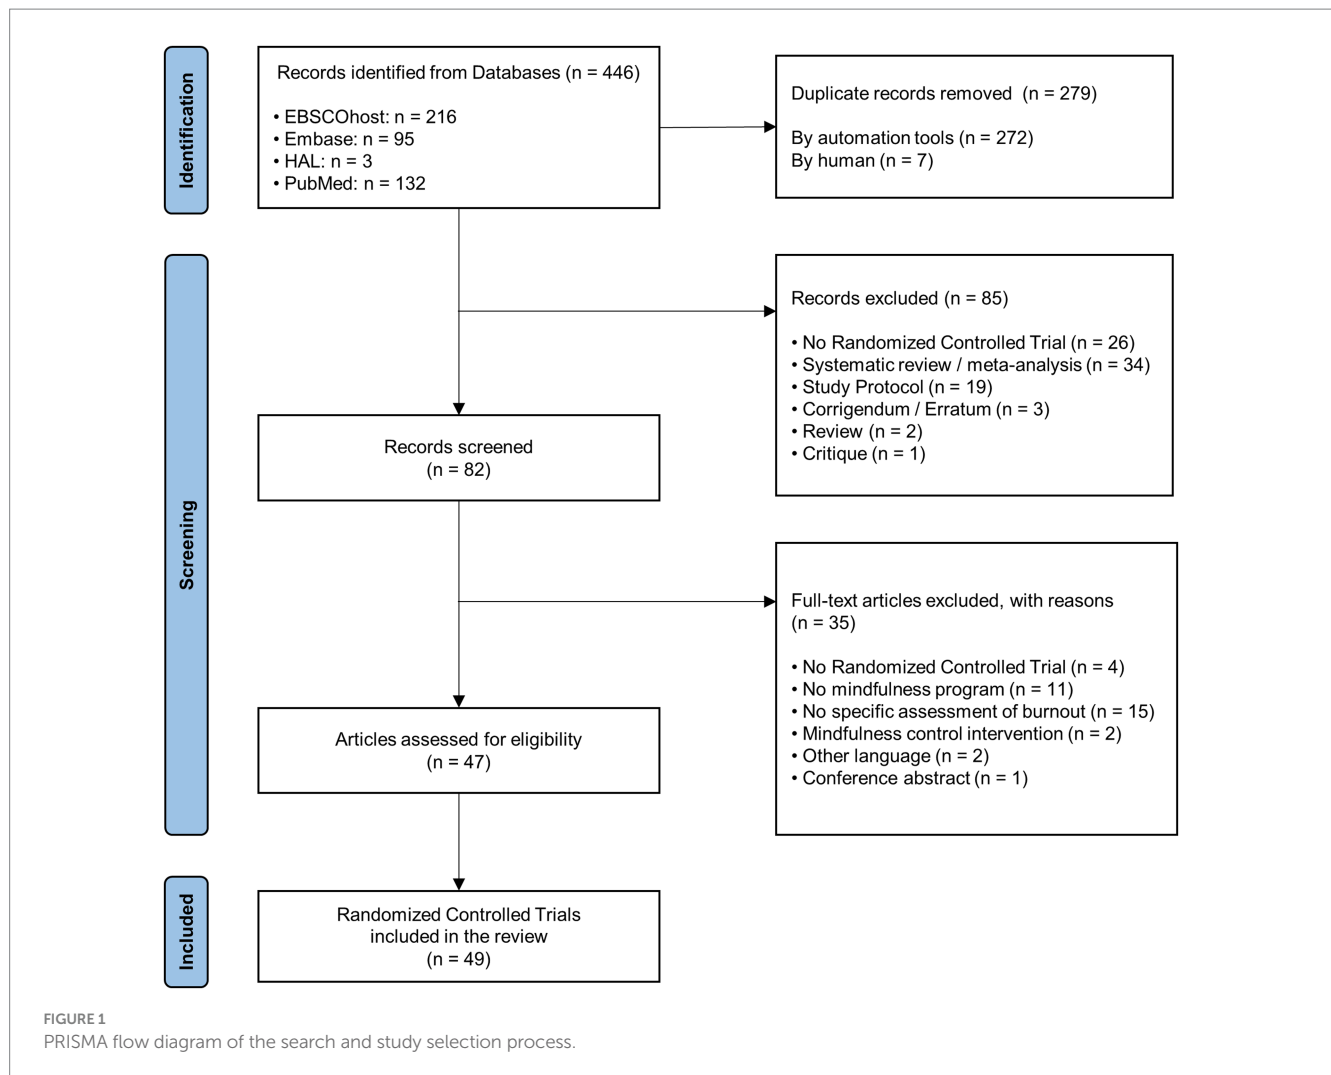 Identification
Records identified from Databases (n = 446)
• EBSCOhost: n = 216
• Embase: n = 95
• HAL: n = 3
• PubMed: n = 132
Duplicate records removed (n = 279)
By automation tools (n = 272)
By human (n = 7)
Screening
Records excluded (n = 85)
• No Randomized Controlled Trial (n = 26)
• Systematic review / meta-analysis (n = 34)
• Study Protocol (n = 19)
• Corrigendum / Erratum (n = 3)
• Review (n = 2)
• Critique (n = 1)
Records screened
(n = 82)
Full-text articles excluded, with reasons
(n = 35)
• No Randomized Controlled Trial (n = 4)
• No mindfulness program (n = 11)
• No specific assessment of burnout (n = 15)
• Mindfulness control intervention (n = 2)
• Other language (n = 2)
• Conference abstract (n = 1)
Articles assessed for eligibility
(n = 47)
Included
Randomized Controlled Trials
included in the review
(n = 49)
FIGURE 1
PRISMA flow diagram of the search and study selection process.